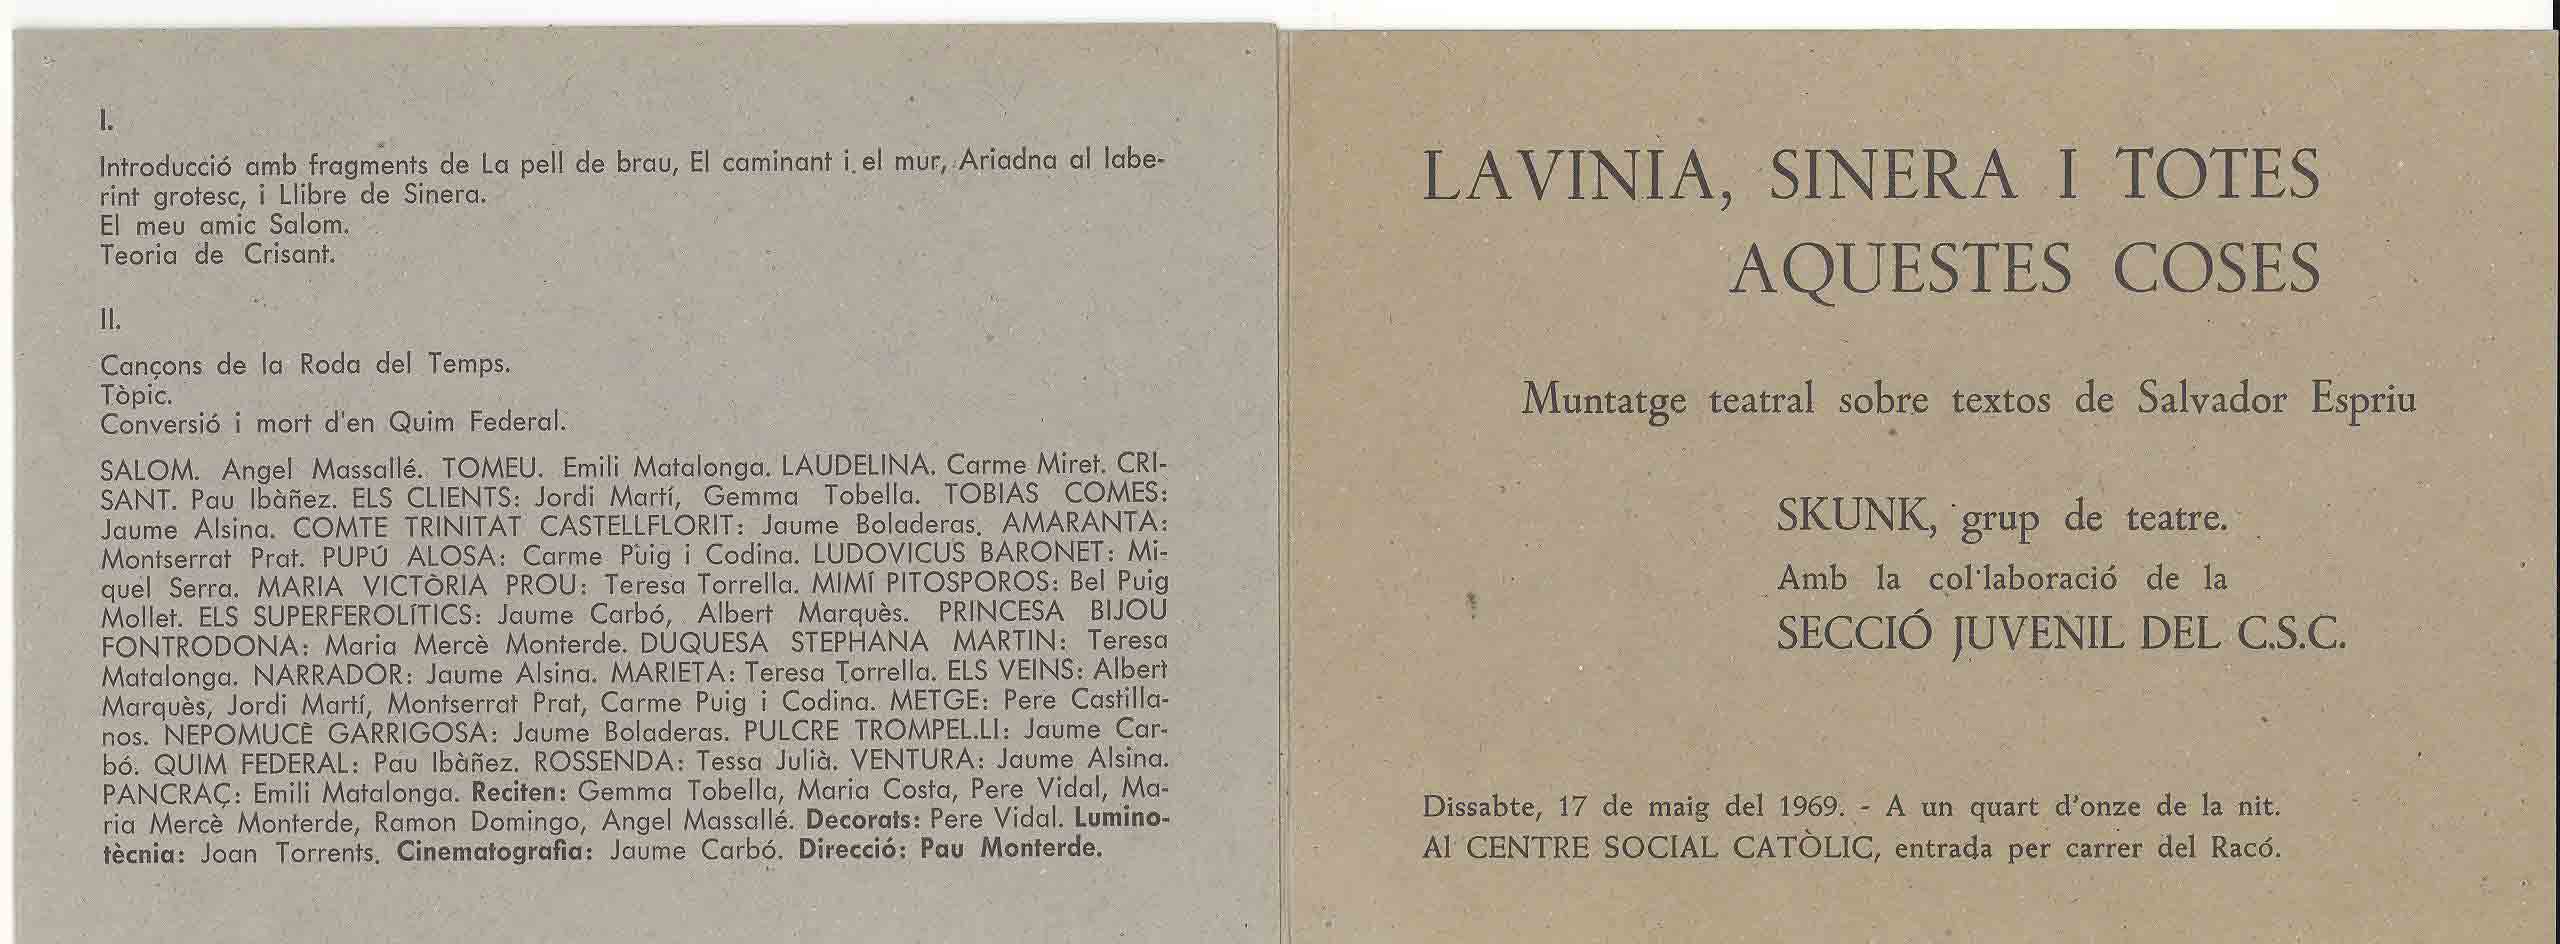 I.
Introducció amb fragments de La pell de brau, El caminant i el mur, Ariadna al labe-
rint grotesc, i Llibre de Sinera.
El meu amic Salom.
Teoria de Crisant.
II.
Cançons de la Roda del Temps.
Tòpic.
Conversió i mort d'en Quim Federal.
SALOM. Angel Massallé. TOMEU. Emili Matalonga. LAUDELINA. Carme Miret. CRI-
SANT. Pau Ibàñez. ELS CLIENTS: Jordi Martí, Gemma Tobella. TOBIAS COMES:
Jaume Alsina. COMTE TRINITAT CASTELLFLORIT: Jaume Boladeras. AMARANTA:
Montserrat Prat. PUPÚ ALOSA: Carme Puig i Codina. LUDOVICUS BARONET: Mi-
quel Serra. MARIA VICTÒRIA PROU: Teresa Torrella. MIMÍ PITOSPOROS: Bel Puig
Mollet. ELS SUPERFEROLÍTICS: Jaume Carbó, Albert Marquès. PRINCESA BIJOU
FONTRODONA: Maria Mercè Monterde. DUQUESA STEPHANA MARTIN: Teresa
Matalonga. NARRADOR: Jaume Alsina. MARIETA: Teresa Torrella. ELS VEINS: Albert
Marquès, Jordi Martí, Montserrat Prat, Carme Puig i Codina. METGE: Pere Castilla-
nos. NEPOMUCÈ GARRIGOSA: Jaume Boladeras. PULCRE TROMPEL.LI: Jaume Car-
bó. QUIM FEDERAL: Pau Ibàñez. ROSSENDA: Tessa Julià. VENTURA: Jaume Alsina.
PANCRAÇ: Emili Matalonga. Reciten: Gemma Tobella, Maria Costa, Pere Vidal, Ma-
ria Mercè Monterde, Ramon Domingo, Angel Massallé. Decorats: Pere Vidal. Lumino-
tècnia: Joan Torrents. Cinematografia: Jaume Carbó. Direcció: Pau Monterde.
LAVINIA, SINERA I TOTES
AQUESTES COSES
Muntatge teatral sobre textos de Salvador Espriu
SKUNK, grup de teatre.
Amb la col·laboració de la
SECCIÓ JUVENIL DEL C.S.C.
Dissabte, 17 de maig del 1969. - A un quart d'onze de la nit.
Al CENTRE SOCIAL CATÒLIC, entrada per carrer del Racó.